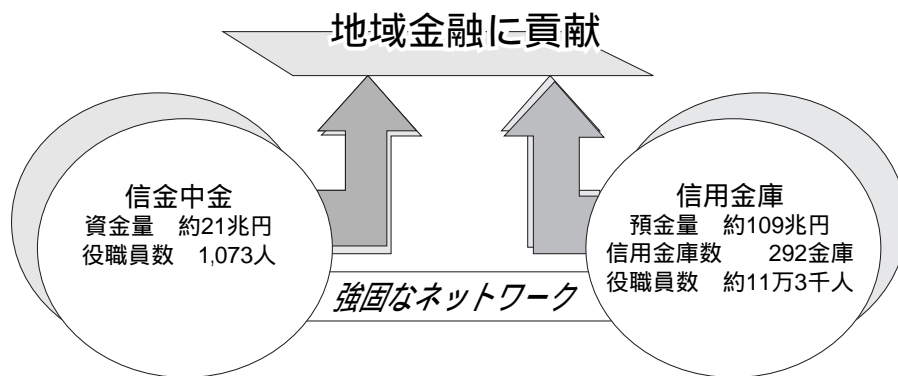 地域金融に貢献
信金中金
資金量　約21兆円
役職員数　1,073人
信用金庫
預金量　約109兆円
信用金庫数　　292金庫
役職員数　約11万3千人
強固なネットワーク